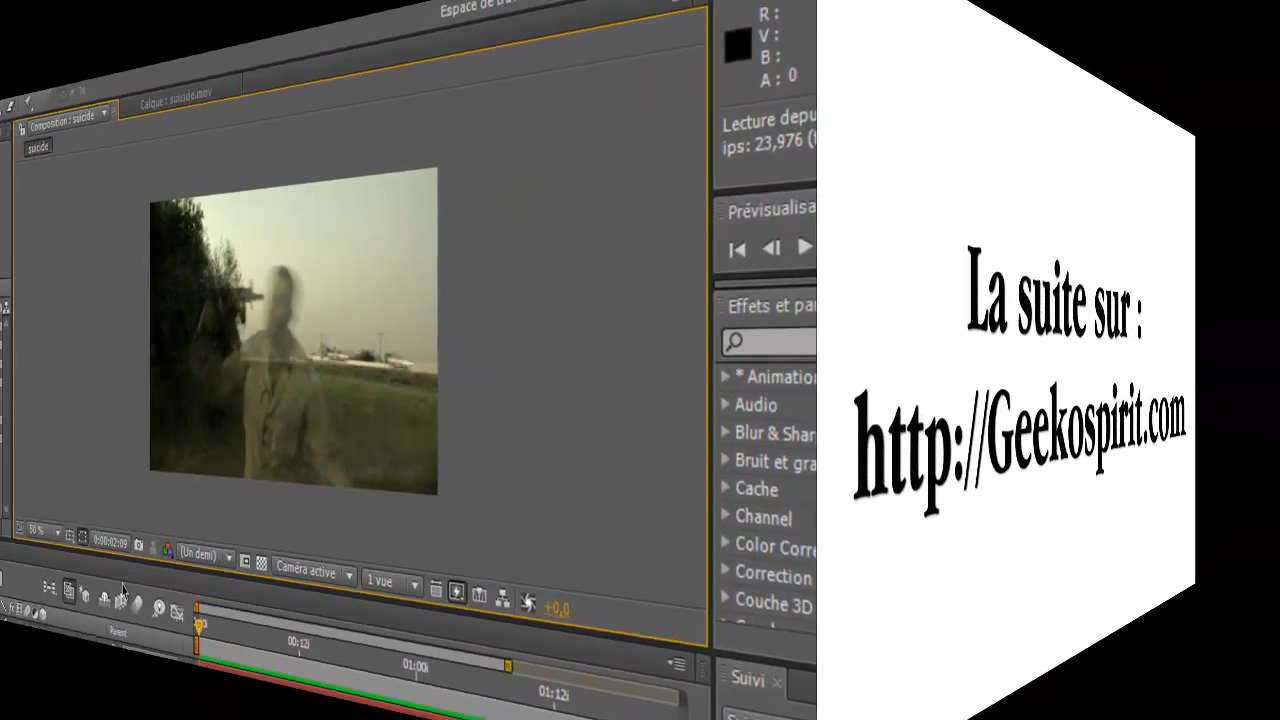 Espace de tra
Calque : suicide.mov
Composition : suicide
suicide
R :
V :
B :
A : 0
Lecture depu
ips: 23,976 (
Prévisualisa
Effets et pa
* Animatio
Audio
Blur & Shar
Bruit et gra
Cache
Channel
Color Corre
Correction
Couche 3D
50 %
0:00:02:09
(Un demi)
Caméra active
1 vue
+0,0
Parent
00:12i
01:00i
01:12i
Suivi
La suite sur :
http://Geekospirit.com